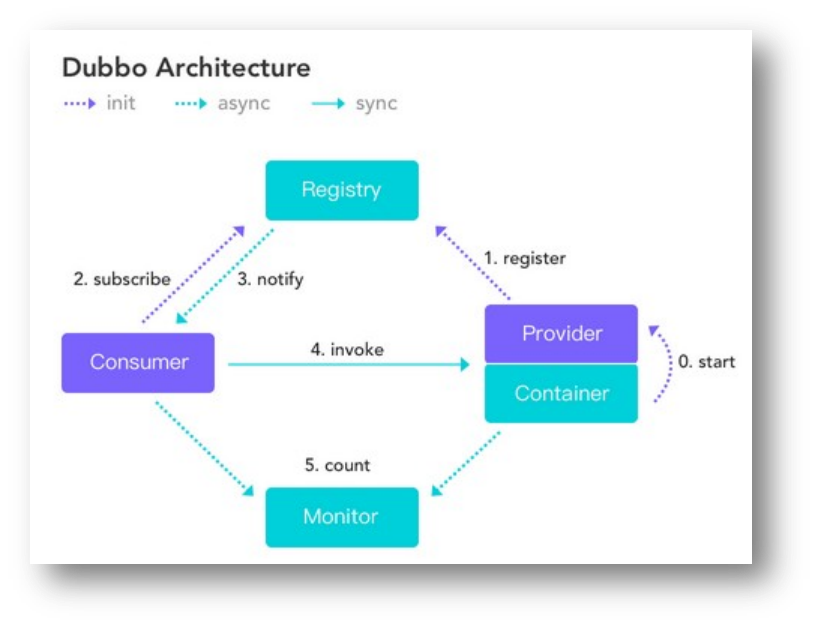 Dubbo Architecture
init async sync
Registry
1. register
2. subscribe 3. notify
Provider
4. invoke
Consumer
0. start
Container
5. count
Monitor